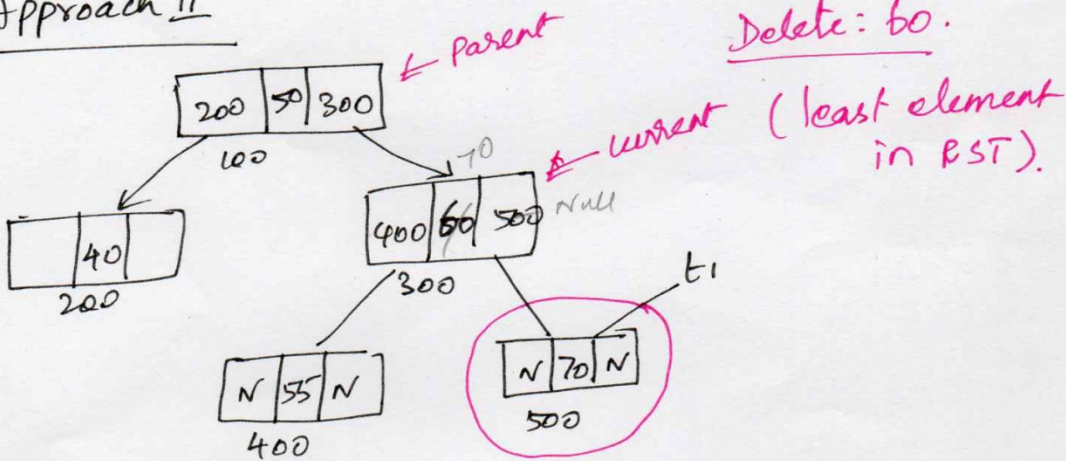 Approach II
Delete: 60.
← Parent
200 50 300
100
← current (least element
in RST).
70
400 60 500 Null
300
40
200
t1
N 55 N
400
N 70 N
500